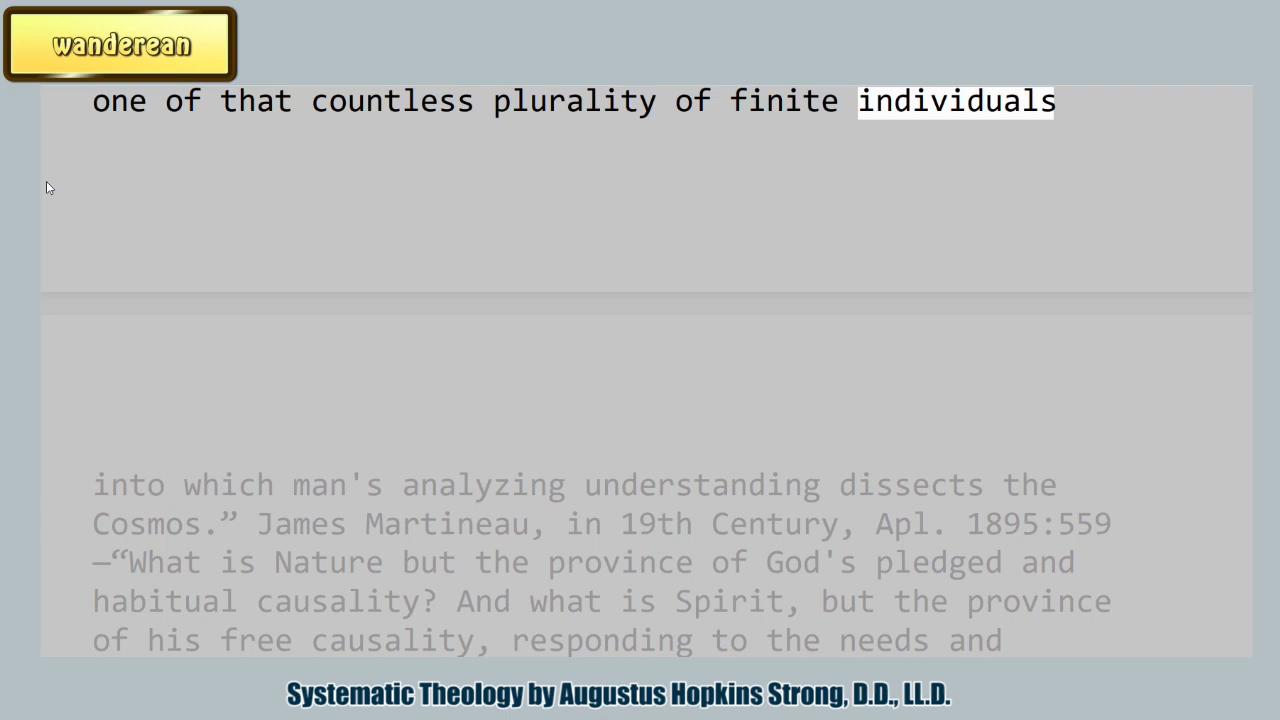 wanderean
one of that countless plurality of finite individuals
into which man's analyzing understanding dissects the
Cosmos.” James Martineau, in 19th Century, Apl. 1895:559
—“What is Nature but the province of God's pledged and
habitual causality? And what is Spirit, but the province
of his free causality, responding to the needs and
Systematic Theology by Augustus Hopkins Strong, D.D., LL.D.